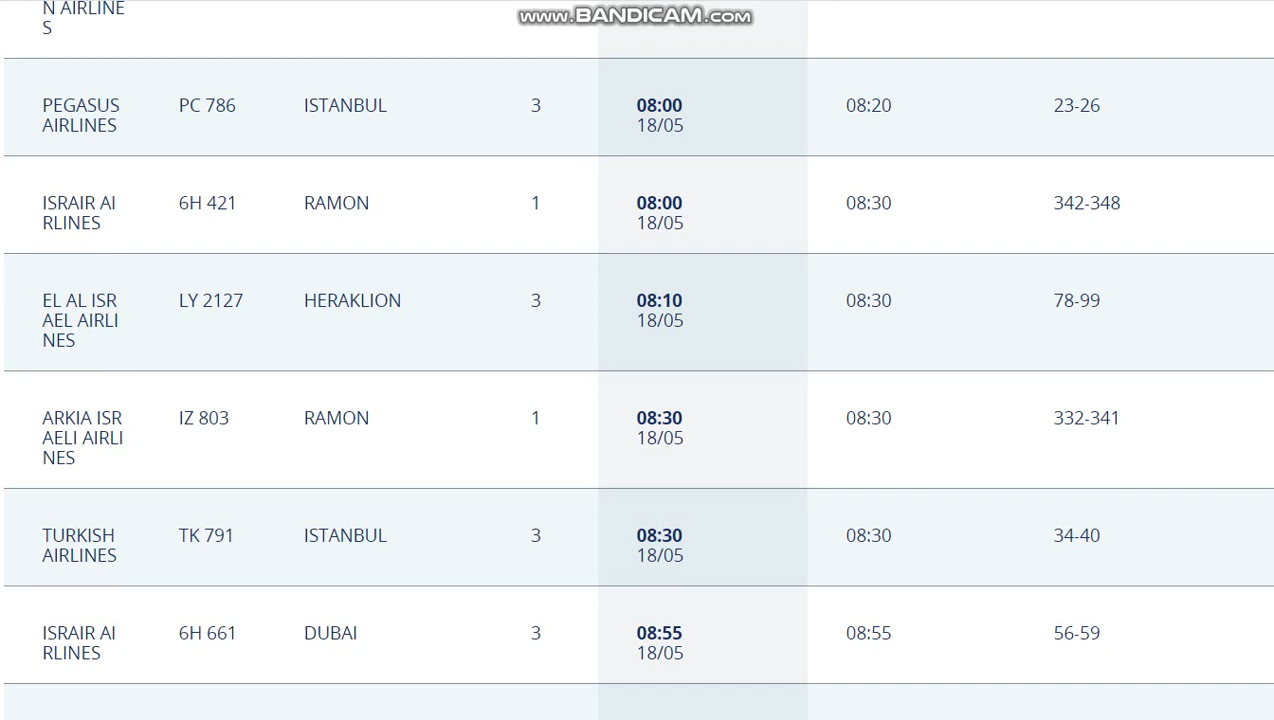 N AIRLINE
S
www.BANDICAM.com
PEGASUS
AIRLINES
PC 786
ISTANBUL
3
08:00
18/05
08:20
23-26
ISRAIR AI
RLINES
6H 421
RAMON
1
08:00
18/05
08:30
342-348
EL AL ISR
AEL AIRLI
NES
LY 2127
HERAKLION
3
08:10
18/05
08:30
78-99
ARKIA ISR
AELI AIRLI
NES
IZ 803
RAMON
1
08:30
18/05
08:30
332-341
TURKISH
AIRLINES
TK 791
ISTANBUL
3
08:30
18/05
08:30
34-40
ISRAIR AI
RLINES
6H 661
DUBAI
3
08:55
18/05
08:55
56-59